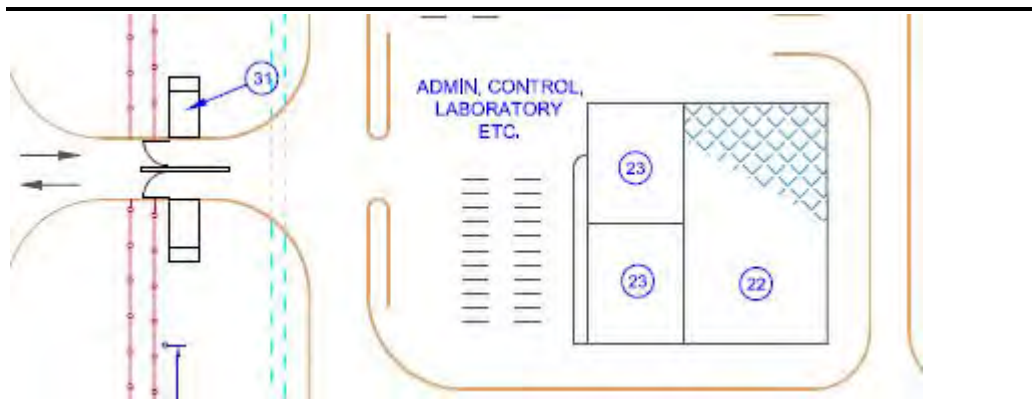 31
ADMIN, CONTROL,
LABORATORY
ETC.
23
23
22